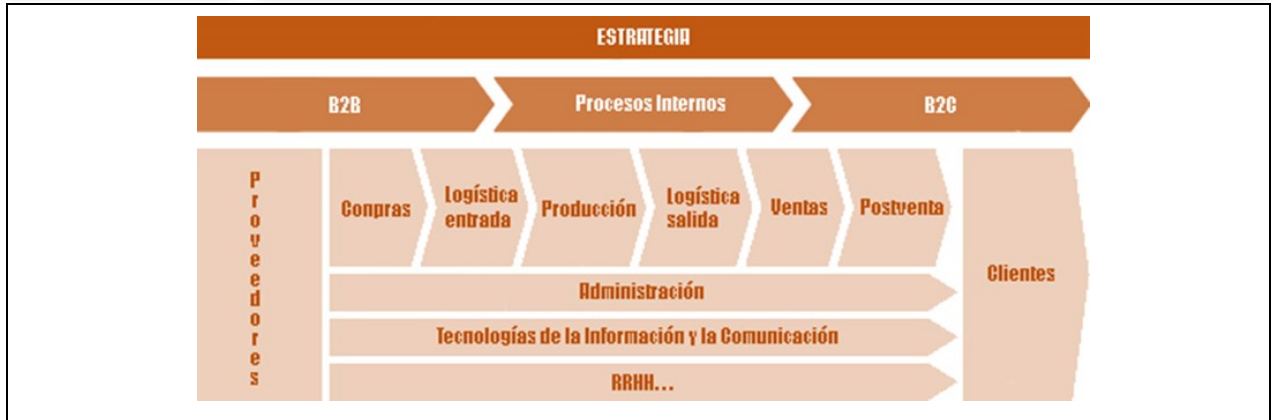 ESTRATEGIA
B2B
Procesos Internos
B2C
Proveedores
Conpras
Logística
entrada
Producción
Logística
salida
Ventas
Postventa
Clientes
Administración
Tecnologías de la Información y la Comunicación
RRHH...